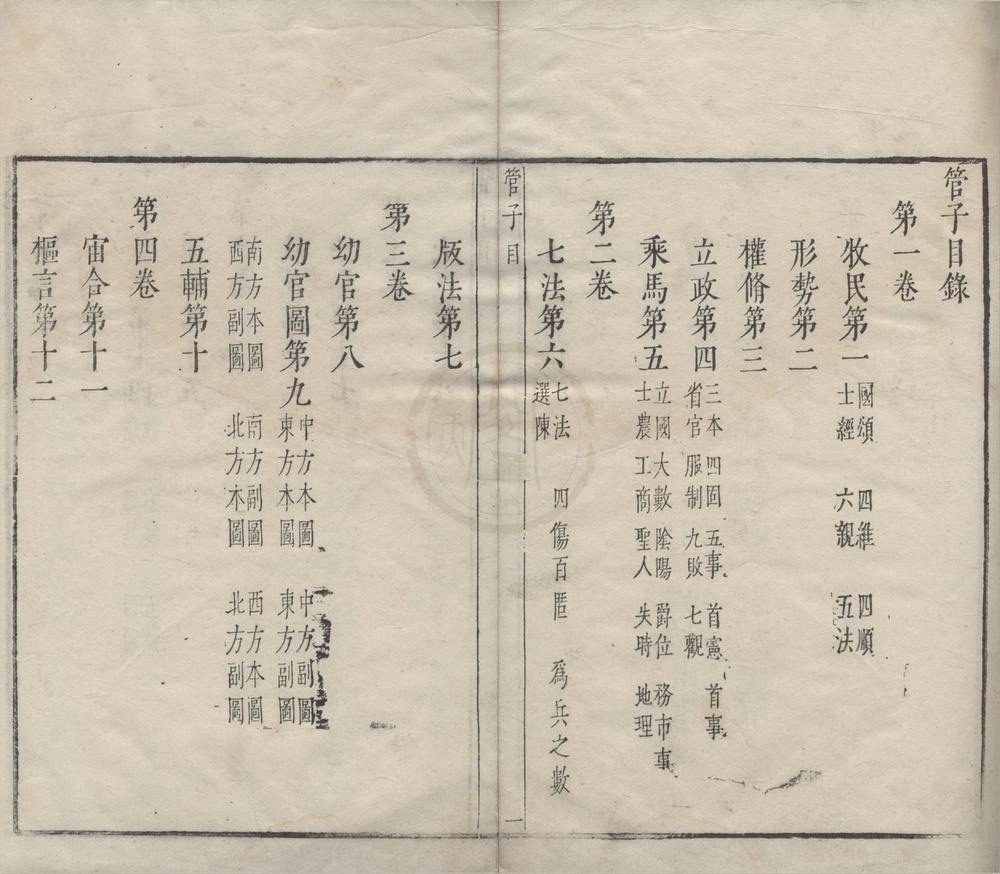 管子目錄
第一卷
牧民第一 國頌 四維 四順
士經 六親 五法
形勢第二
權脩第三
立政第四 三本 四固 五事 首憲 首事
省官 服制 九敗 七觀
乘馬第五 立國 大數 陰陽 爵位 務市事
士農工商 聖人 失時 地理
第二卷
七法第六 七法 四傷百匿 爲兵之數
選陳
管子 目 一
版法第七
第三卷
幼官第八
幼官圖第九 中方本圖 中方副圖
東方本圖 東方副圖
南方本圖 南方副圖 西方本圖
西方副圖 北方本圖 北方副圖
五輔第十
第四卷
宙合第十一
樞言第十二